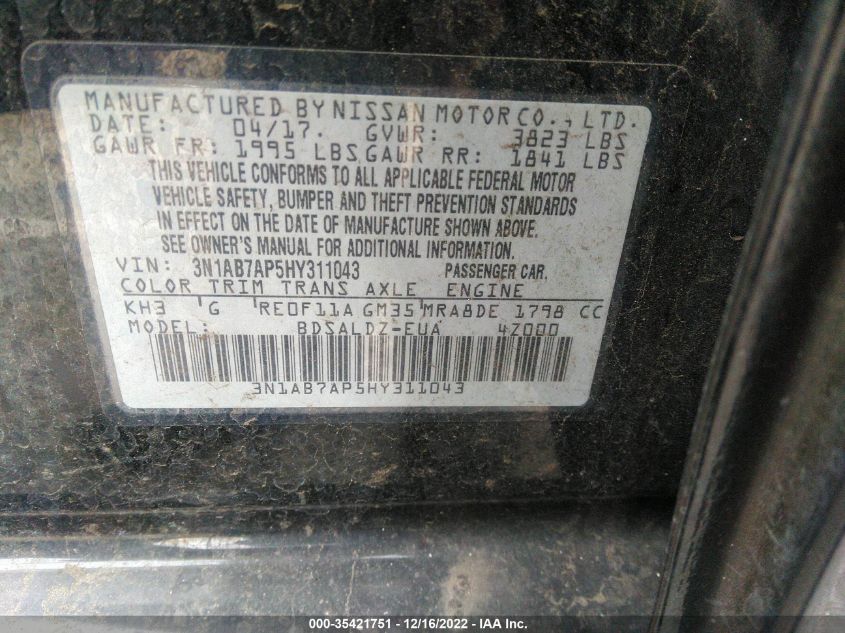 MANUFACTURED BY NISSAN MOTOR CO., LTD.
DATE: 04/17. GVWR: 3823 LBS
GAWR FR: 1995 LBS GAWR RR: 1841 LBS
THIS VEHICLE CONFORMS TO ALL APPLICABLE FEDERAL MOTOR
VEHICLE SAFETY, BUMPER AND THEFT PREVENTION STANDARDS
IN EFFECT ON THE DATE OF MANUFACTURE SHOWN ABOVE.
SEE OWNER'S MANUAL FOR ADDITIONAL INFORMATION.
VIN: 3N1AB7AP5HY311043 PASSENGER CAR.
COLOR TRIM TRANS AXLE ENGINE
KH3 G RE0F11A GM35 MRA8DE 1798 CC
MODEL: BDSALDZ-EUA 4Z000
3N1AB7AP5HY311043
000-35421751 - 12/16/2022 - IAA Inc.